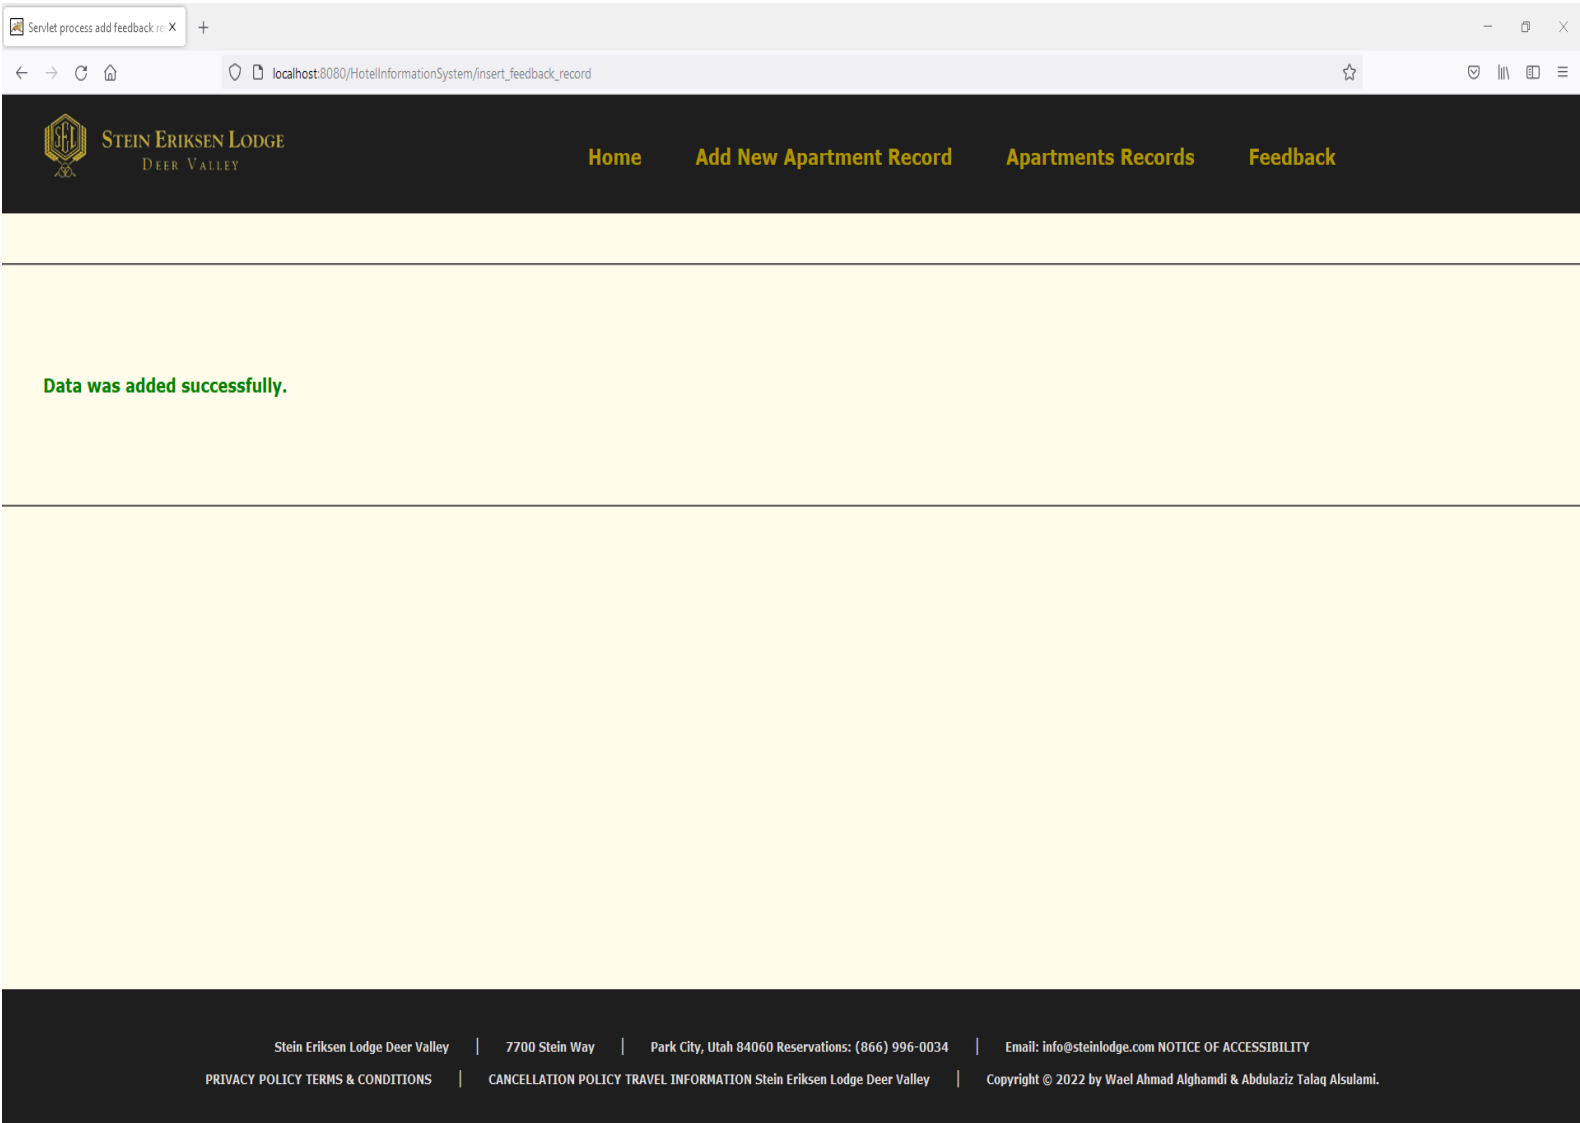 Servlet process add feedback re
localhost:8080/HotelInformationSystem/insert_feedback_record
SEL
STEIN ERIKSEN LODGE
DEER VALLEY
Home Add New Apartment Record Apartments Records Feedback
Data was added successfully.
Stein Eriksen Lodge Deer Valley | 7700 Stein Way | Park City, Utah 84060 Reservations: (866) 996-0034 | Email: info@steinlodge.com NOTICE OF ACCESSIBILITY
PRIVACY POLICY TERMS & CONDITIONS | CANCELLATION POLICY TRAVEL INFORMATION Stein Eriksen Lodge Deer Valley | Copyright © 2022 by Wael Ahmad Alghamdi & Abdulaziz Talaq Alsulami.